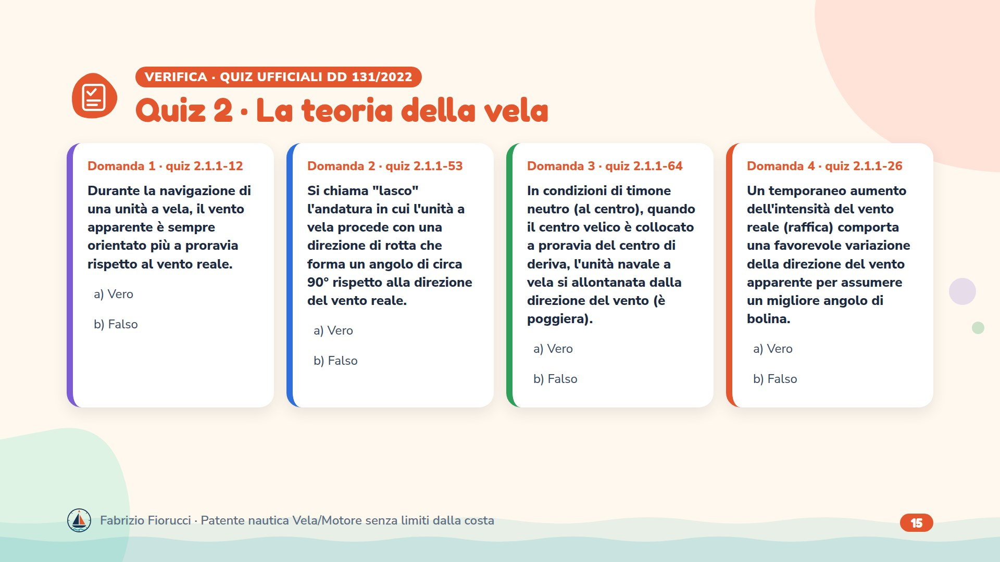 VERIFICA · QUIZ UFFICIALI DD 131/2022
Quiz 2 · La teoria della vela
Domanda 1 · quiz 2.1.1-12
Durante la navigazione di
una unità a vela, il vento
apparente è sempre
orientato più a proravia
rispetto al vento reale.
a) Vero
b) Falso
Domanda 2 · quiz 2.1.1-53
Si chiama "lasco"
l'andatura in cui l'unità a
vela procede con una
direzione di rotta che
forma un angolo di circa
90° rispetto alla direzione
del vento reale.
a) Vero
b) Falso
Domanda 3 · quiz 2.1.1-64
In condizioni di timone
neutro (al centro), quando
il centro velico è collocato
a proravia del centro di
deriva, l'unità navale a
vela si allontanata dalla
direzione del vento (è
poggiera).
a) Vero
b) Falso
Domanda 4 · quiz 2.1.1-26
Un temporaneo aumento
dell'intensità del vento
reale (raffica) comporta
una favorevole variazione
della direzione del vento
apparente per assumere
un migliore angolo di
bolina.
a) Vero
b) Falso
Fabrizio Fiorucci · Patente nautica Vela/Motore senza limiti dalla costa
15